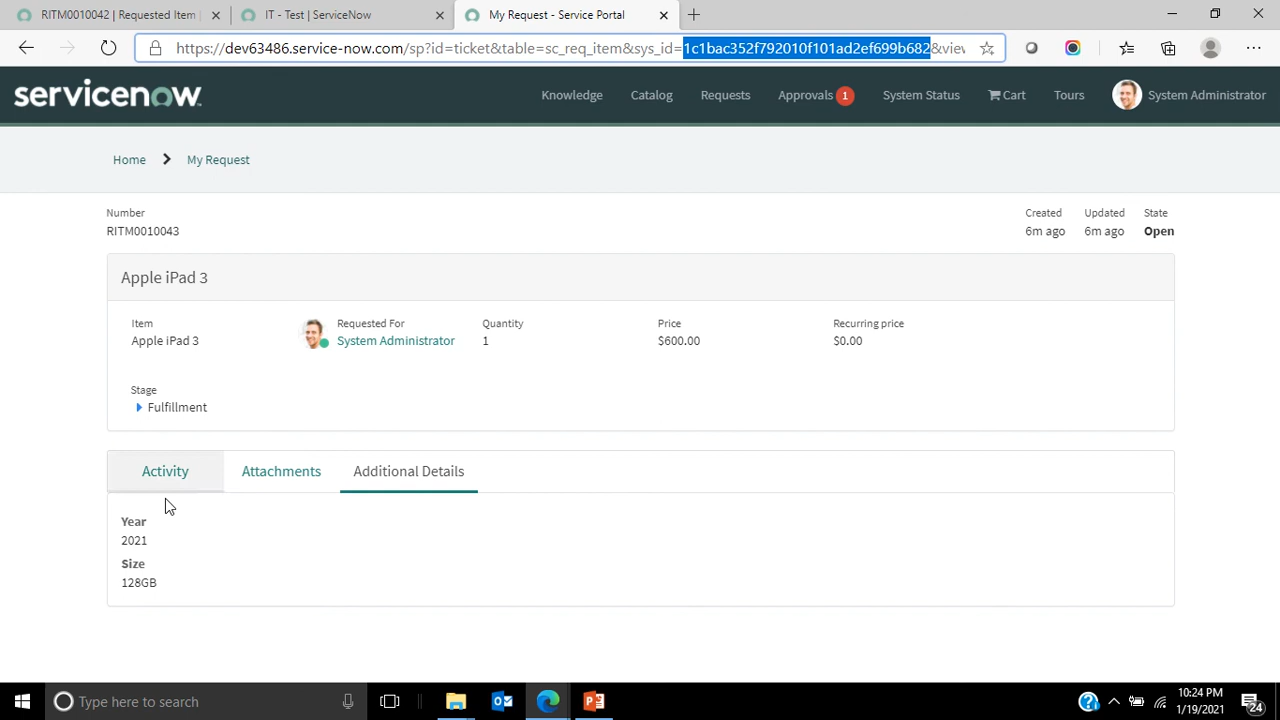 RITM0010042 | Requested Item |
IT - Test | ServiceNow
My Request - Service Portal
https://dev63486.service-now.com/sp?id=ticket&table=sc_req_item&sys_id=1c1bac352f792010f101ad2ef699b682&view
servicenow
Knowledge
Catalog
Requests
Approvals 1
System Status
Cart
Tours
System Administrator
Home
My Request
Number
RITM0010043
Created
6m ago
Updated
6m ago
State
Open
Apple iPad 3
Item
Apple iPad 3
Requested For
System Administrator
Quantity
1
Price
$600.00
Recurring price
$0.00
Stage
Fulfillment
Activity
Attachments
Additional Details
Year
2021
Size
128GB
Type here to search
10:24 PM
1/19/2021
24